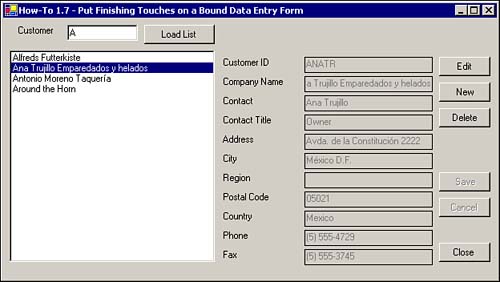 How-To 1.7 - Put Finishing Touches on a Bound Data Entry Form
Customer A Load List
Alfreds Futterkiste
Ana Trujillo Emparedados y helados
Antonio Moreno Taquería
Around the Horn
Customer ID ANATR Edit
Company Name a Trujillo Emparedados y helados
New
Contact Ana Trujillo
Contact Title Owner Delete
Address Avda. de la Constitución 2222
City México D.F.
Region Save
Postal Code 05021
Cancel
Country Mexico
Phone (5) 555-4729
Fax (5) 555-3745 Close